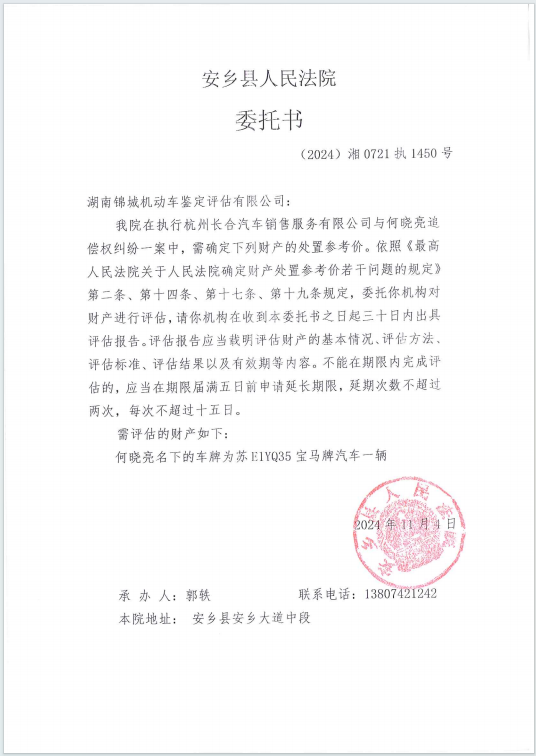 安乡县人民法院
委托书
（2024）湘 0721 执 1450 号
湖南锦城机动车鉴定评估有限公司：
我院在执行杭州长合汽车销售服务有限公司与何晓亮追
偿权纠纷一案中，需确定下列财产的处置参考价。依照《最高
人民法院关于人民法院确定财产处置参考价若干问题的规定》
第二条、第十四条、第十七条、第十九条规定，委托你机构对
财产进行评估，请你机构在收到本委托书之日起三十日内出具
评估报告。评估报告应当载明评估财产的基本情况、评估方法、
评估标准、评估结果以及有效期等内容。不能在期限内完成评
估的，应当在期限届满五日前申请延长期限，延期次数不超过
两次，每次不超过十五日。
需评估的财产如下：
何晓亮名下的车牌为苏 E1YQ35 宝马牌汽车一辆
安乡县人民法院
2024 年 11 月 4 日
承 办 人：郭轶 联系电话：13807421242
本院地址： 安乡县安乡大道中段